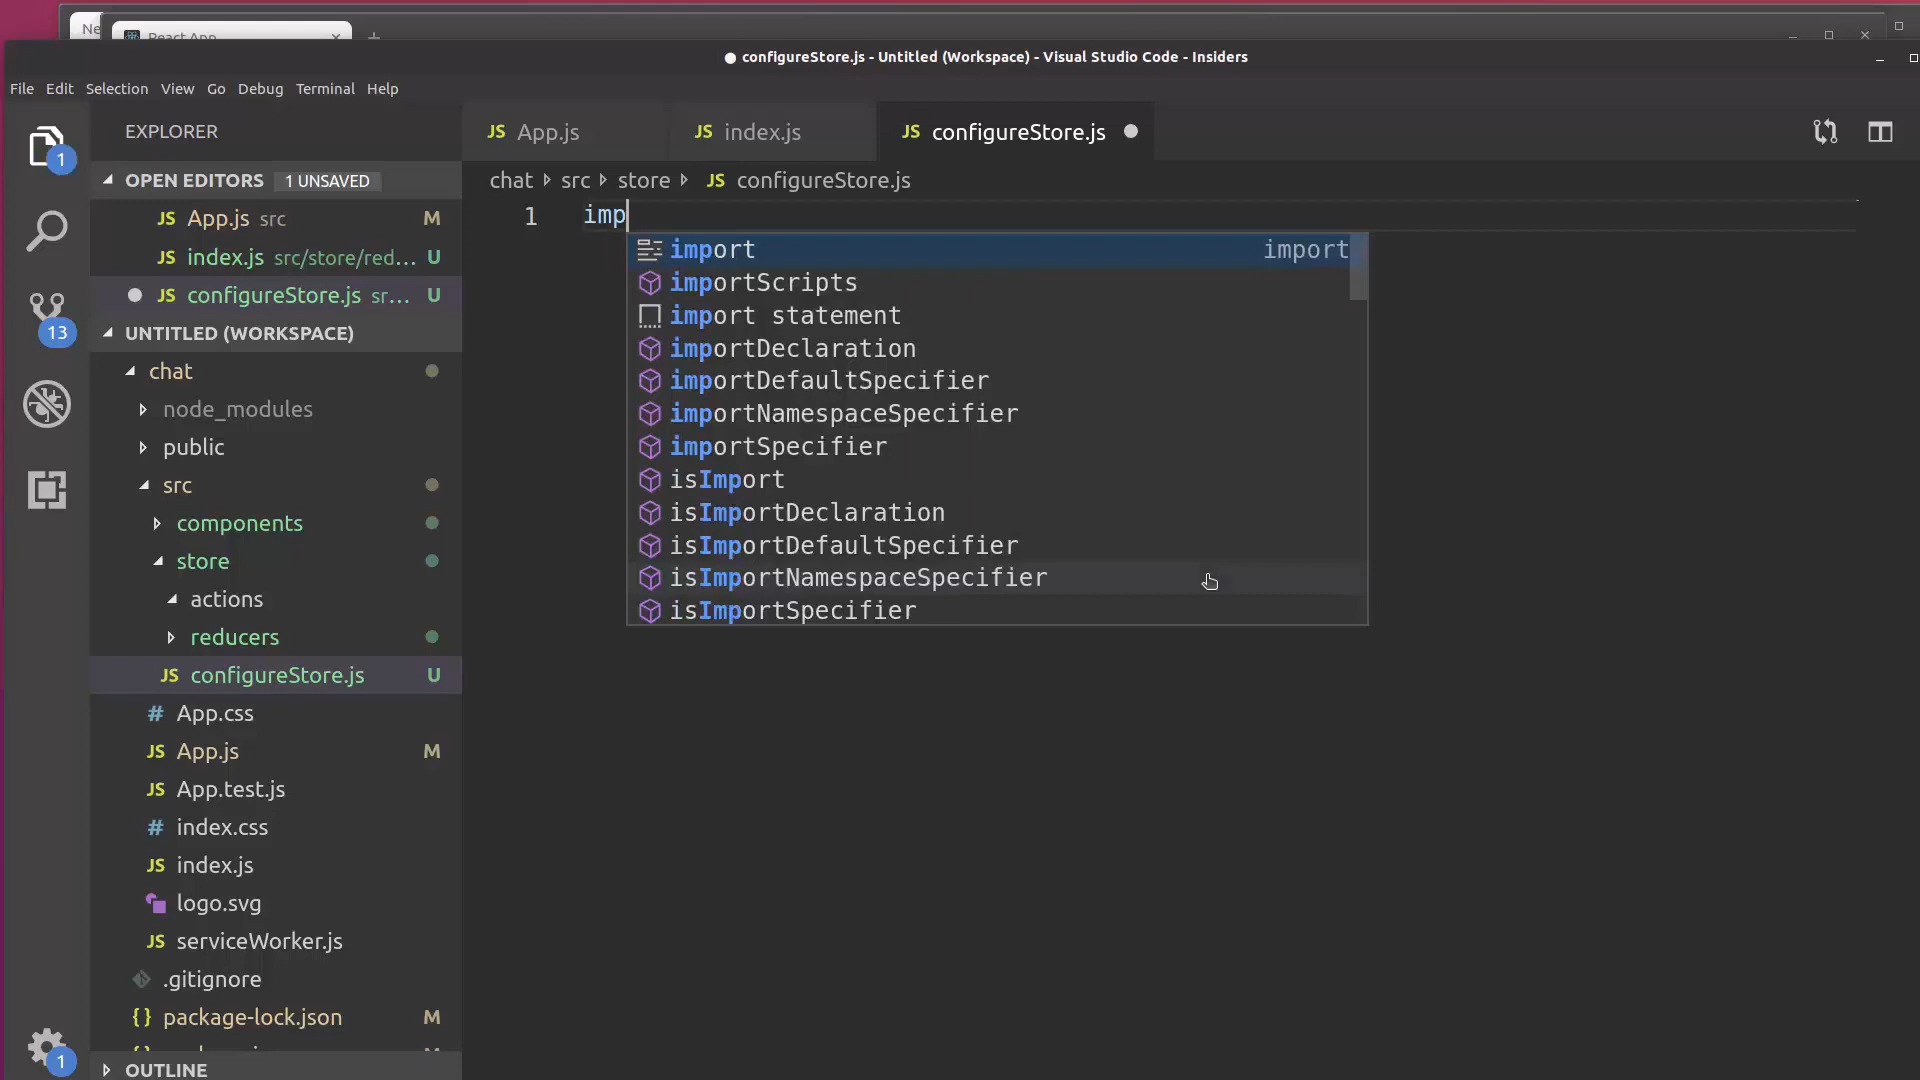 Ne
React App
configureStore.js - Untitled (Workspace) - Visual Studio Code - Insiders
File Edit Selection View Go Debug Terminal Help
EXPLORER
JS App.js
JS index.js
JS configureStore.js
1
OPEN EDITORS 1 UNSAVED
chat src store JS configureStore.js
JS App.js src M
1 imp
JS index.js src/store/red... U
import import
importScripts
JS configureStore.js sr... U
import statement
13
UNTITLED (WORKSPACE)
importDeclaration
chat
importDefaultSpecifier
node_modules
importNamespaceSpecifier
public
importSpecifier
src
isImport
isImportDeclaration
components
isImportDefaultSpecifier
store
isImportNamespaceSpecifier
actions
isImportSpecifier
reducers
JS configureStore.js U
# App.css
JS App.js M
JS App.test.js
# index.css
JS index.js
logo.svg
JS serviceWorker.js
.gitignore
{} package-lock.json M
1
OUTLINE